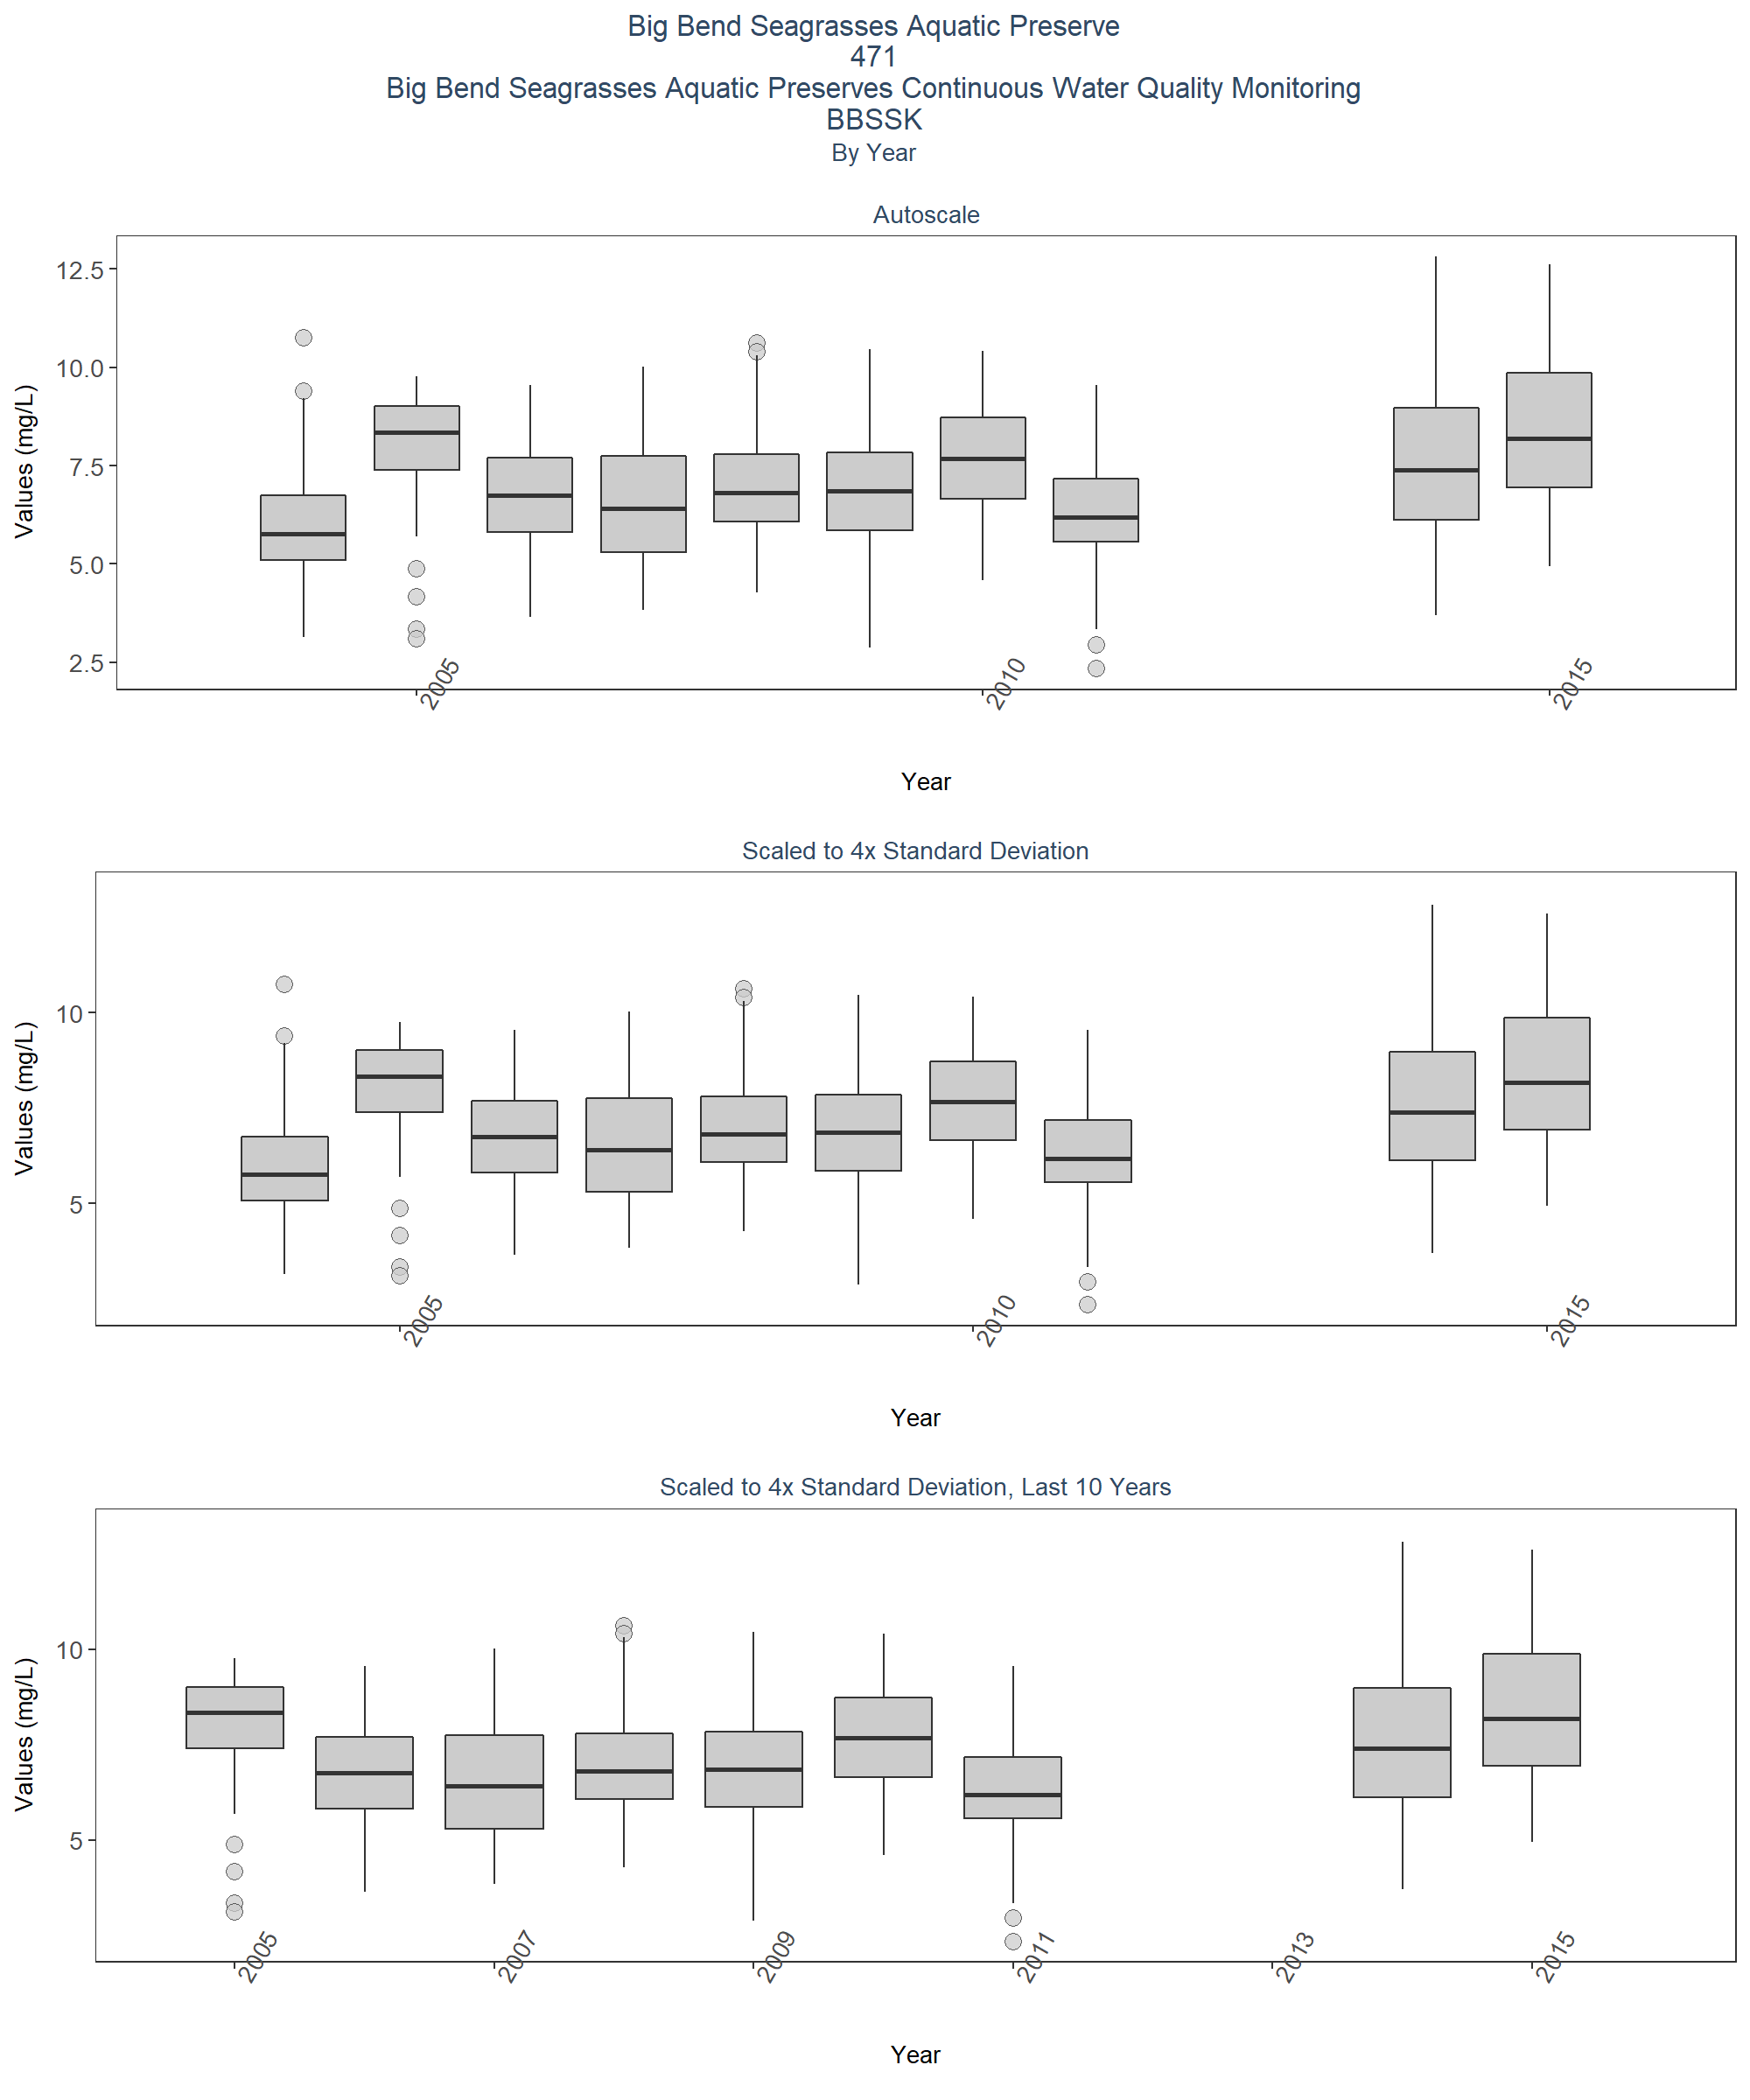 Big Bend Seagrasses Aquatic Preserve
471
Big Bend Seagrasses Aquatic Preserves Continuous Water Quality Monitoring
BBSSK
By Year
Autoscale
Values (mg/L)
12.5
10.0
7.5
5.0
2.5
2005
2010
2015
Year
Scaled to 4x Standard Deviation
Values (mg/L)
10
5
2005
2010
2015
Year
Scaled to 4x Standard Deviation, Last 10 Years
Values (mg/L)
10
5
2005
2007
2009
2011
2013
2015
Year